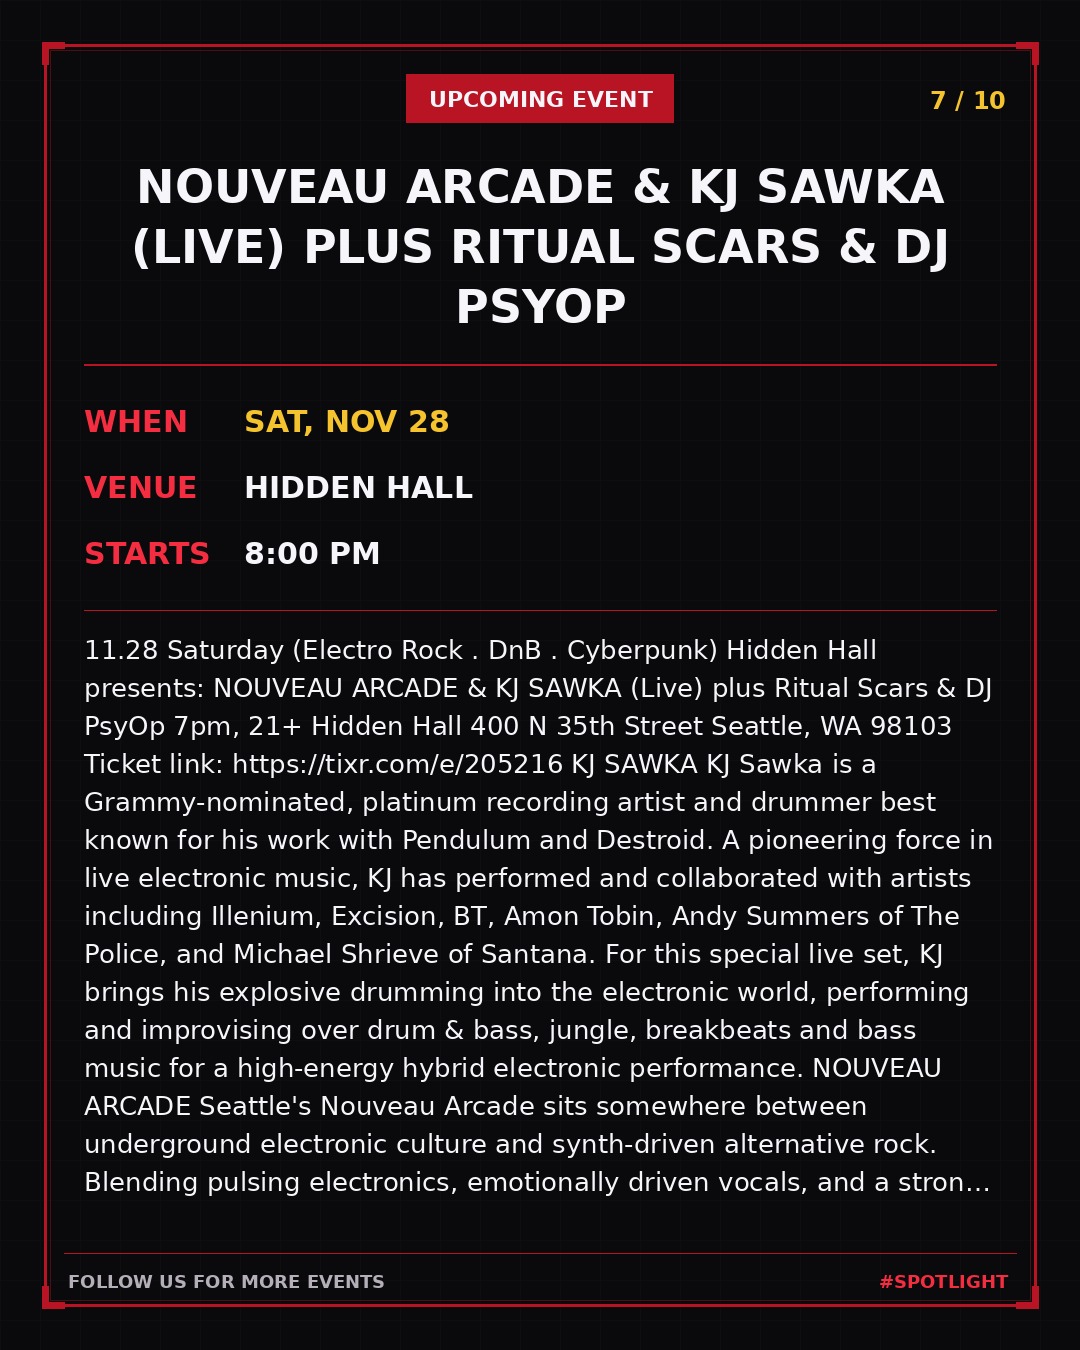 UPCOMING EVENT
7 / 10
NOUVEAU ARCADE & KJ SAWKA
(LIVE) PLUS RITUAL SCARS & DJ
PSYOP
WHEN SAT, NOV 28
VENUE HIDDEN HALL
STARTS 8:00 PM
11.28 Saturday (Electro Rock . DnB . Cyberpunk) Hidden Hall
presents: NOUVEAU ARCADE & KJ SAWKA (Live) plus Ritual Scars & DJ
PsyOp 7pm, 21+ Hidden Hall 400 N 35th Street Seattle, WA 98103
Ticket link: https://tixr.com/e/205216 KJ SAWKA KJ Sawka is a
Grammy-nominated, platinum recording artist and drummer best
known for his work with Pendulum and Destroid. A pioneering force in
live electronic music, KJ has performed and collaborated with artists
including Illenium, Excision, BT, Amon Tobin, Andy Summers of The
Police, and Michael Shrieve of Santana. For this special live set, KJ
brings his explosive drumming into the electronic world, performing
and improvising over drum & bass, jungle, breakbeats and bass
music for a high-energy hybrid electronic performance. NOUVEAU
ARCADE Seattle's Nouveau Arcade sits somewhere between
underground electronic culture and synth-driven alternative rock.
Blending pulsing electronics, emotionally driven vocals, and a stron…
FOLLOW US FOR MORE EVENTS
#SPOTLIGHT